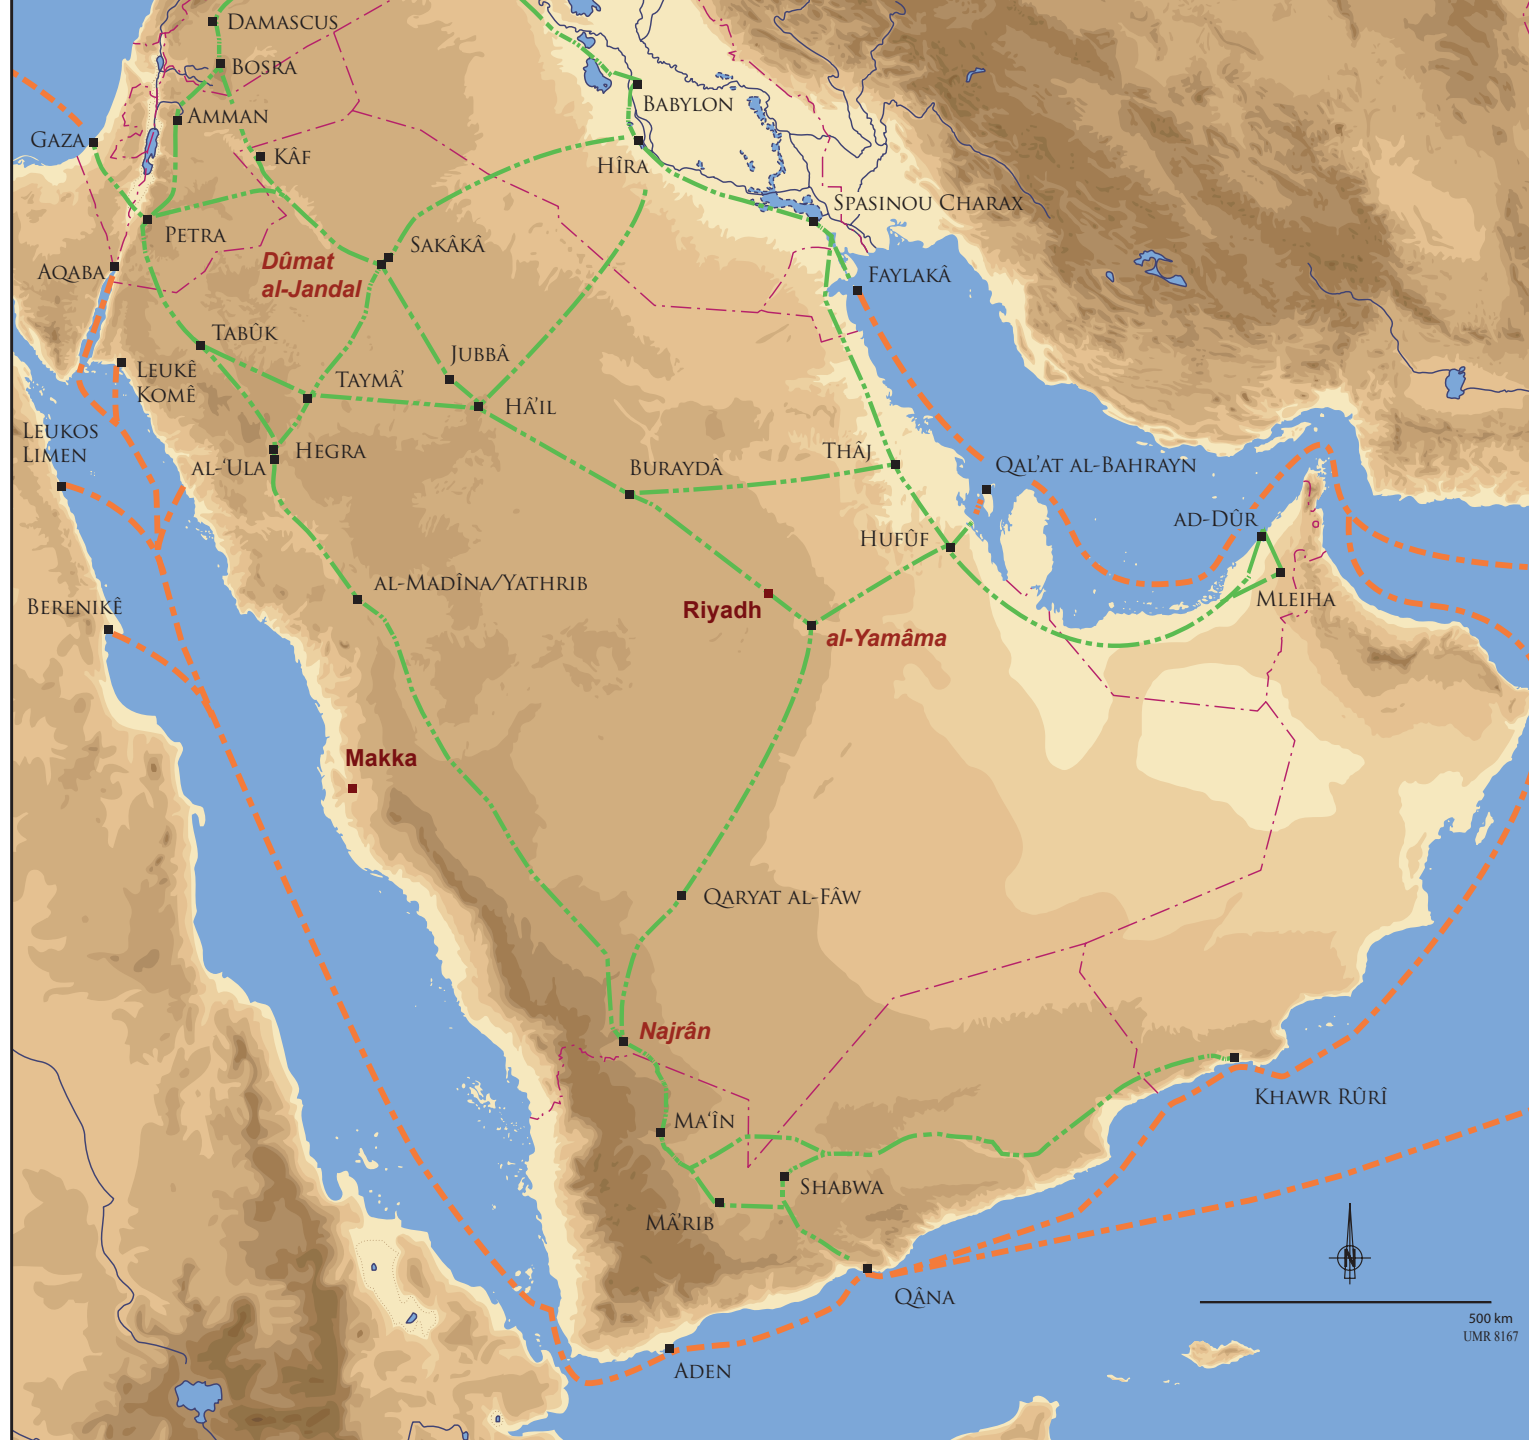 DAMASCUS
BOSRA
BABYLON
AMMAN
GAZA
KÂF
HÎRA
SPASINOU CHARAX
PETRA
SAKÂKÂ
Dûmat
al-Jandal
AQABA
FAYLAKÂ
TABÛK
JUBBÂ
LEUKÊ
KOMÊ
TAYMÂ’
HÂ’IL
LEUKOS
LIMEN
HEGRA
AL-‘ULA
BURAYDÂ
THÂJ
QAL’AT AL-BAHRAYN
AD-DÛR
HUFÛF
AL-MADÎNA/YATHRIB
MLEIHA
BERENIKÊ
Riyadh
al-Yamâma
Makka
QARYAT AL-FÂW
Najrân
KHAWR RÛRÎ
MA‘ÎN
SHABWA
MÂ’RIB
N
QÂNA
500 km
UMR 8167
ADEN